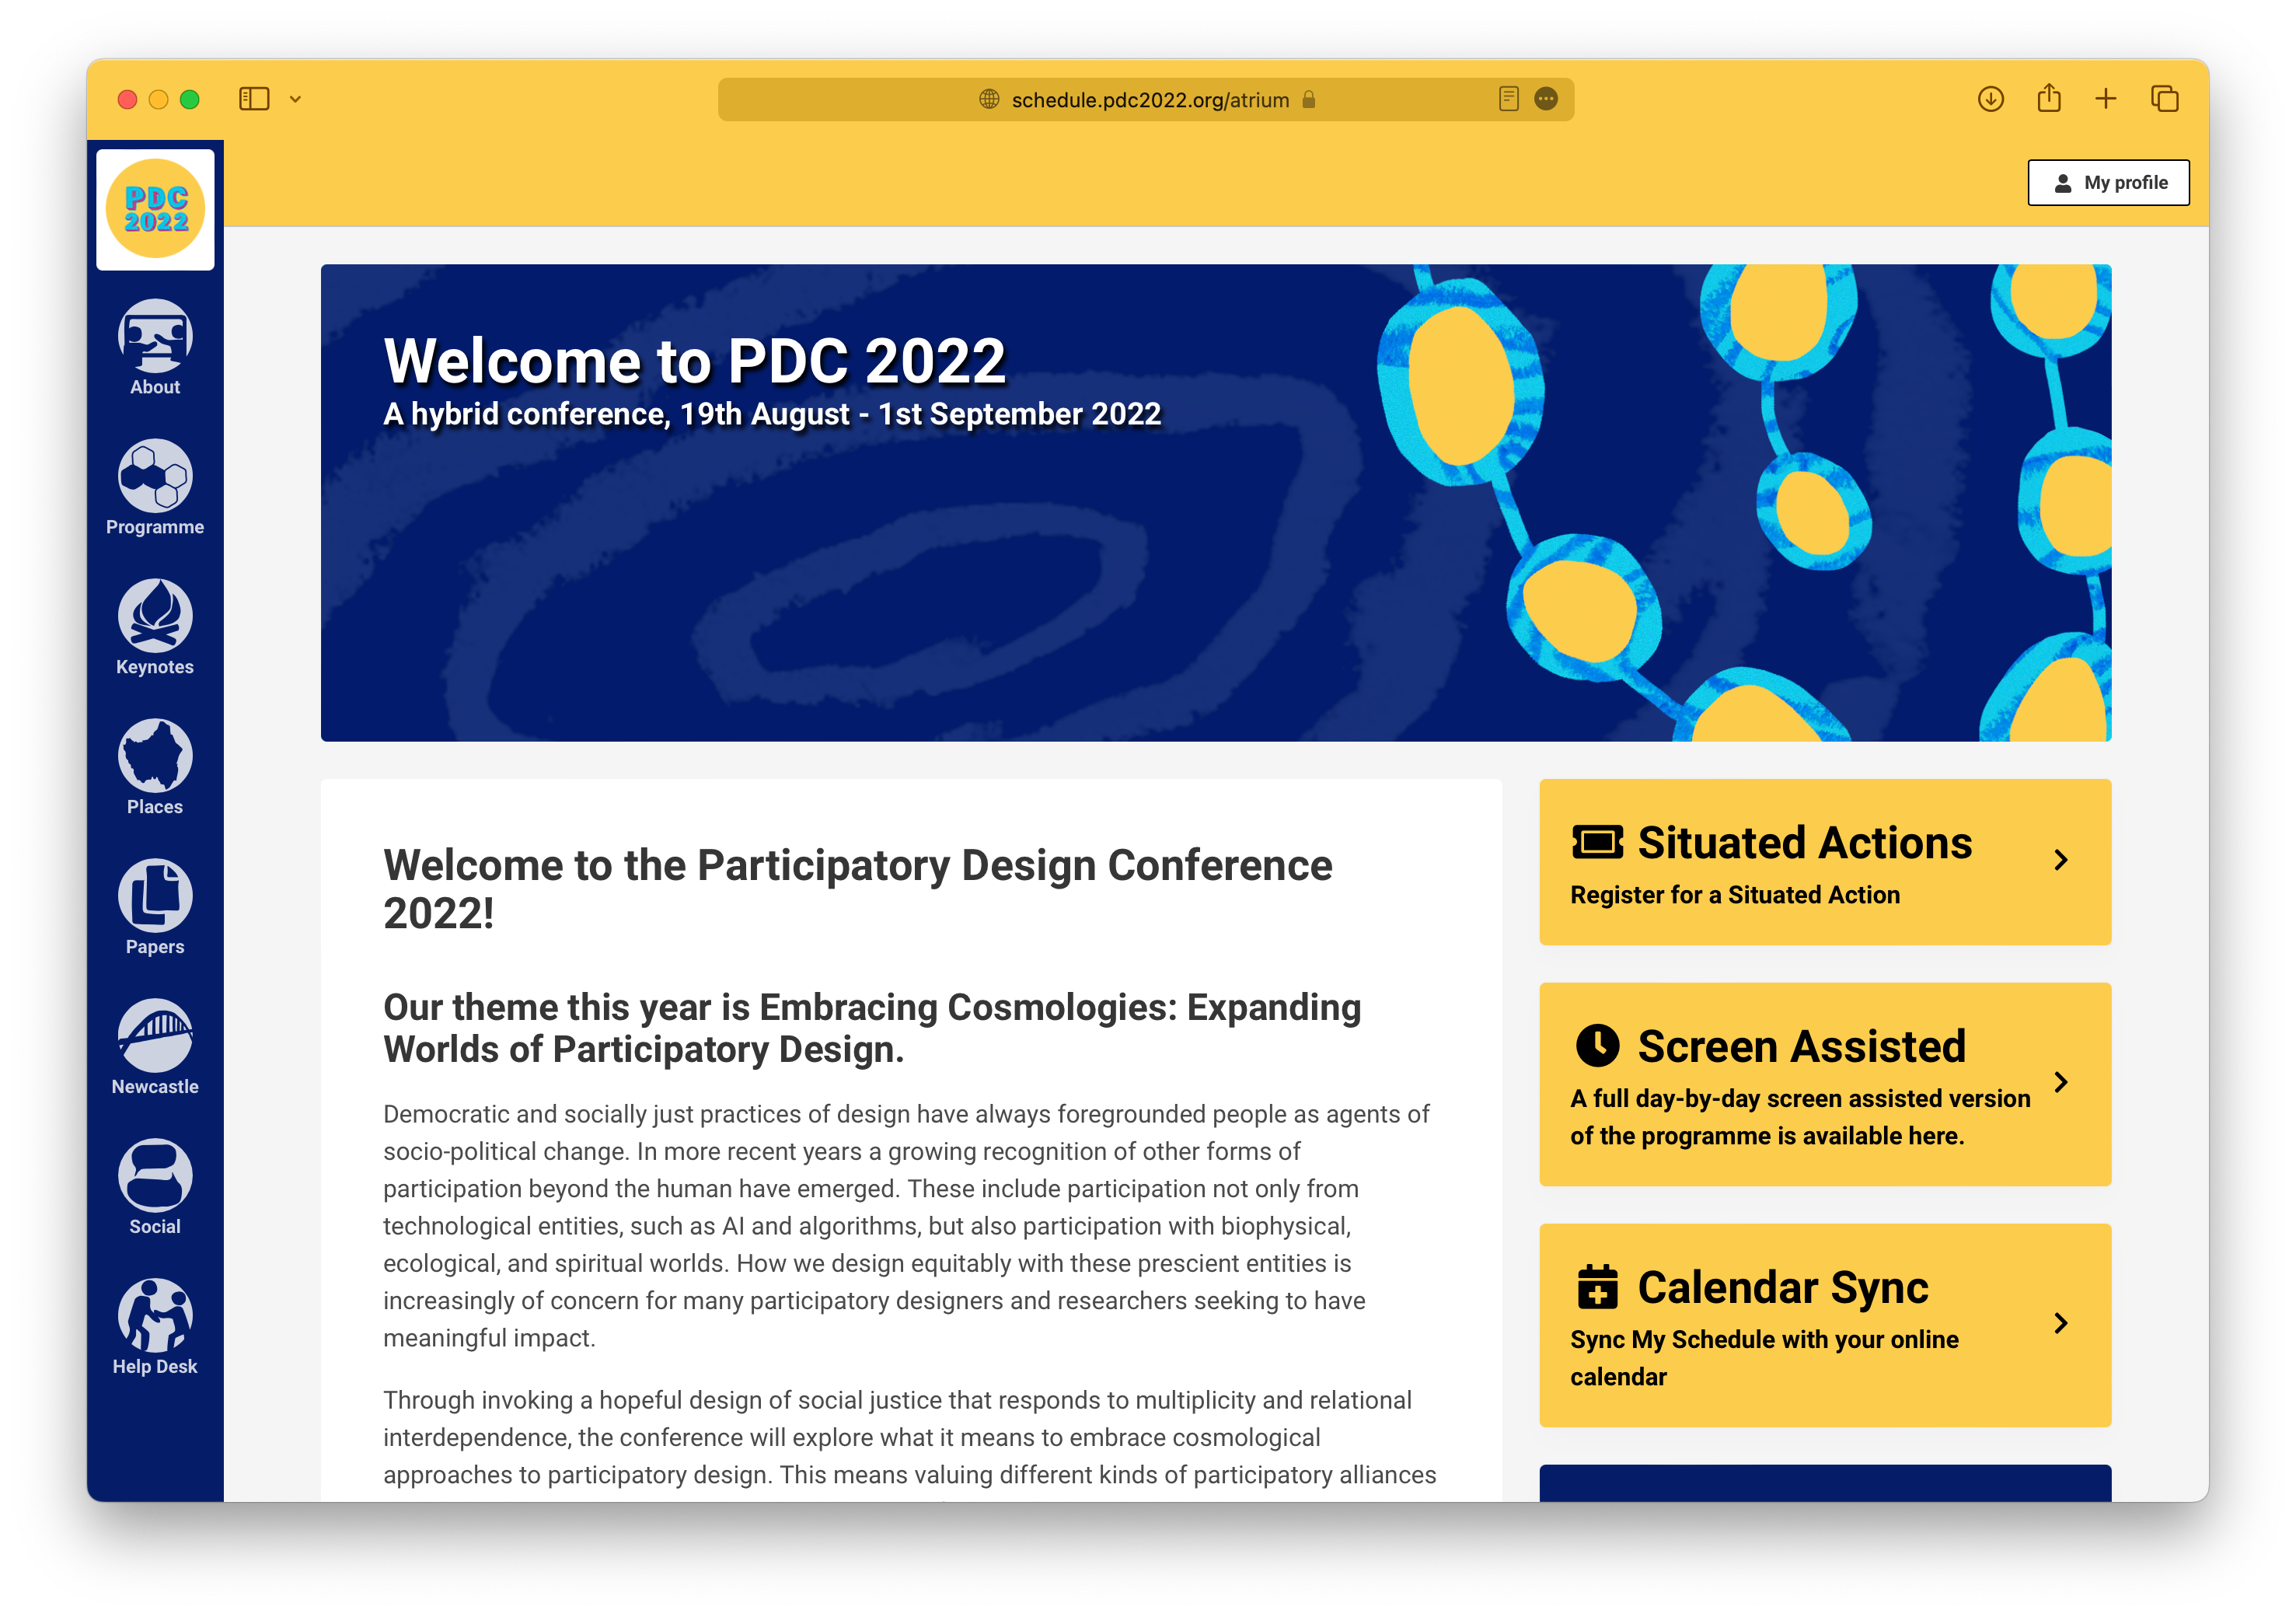 schedule.pdc2022.org/atrium
PDC
2022
My profile
About
Programme
Keynotes
Places
Papers
Newcastle
Social
Help Desk
Welcome to PDC 2022
A hybrid conference, 19th August - 1st September 2022
Welcome to the Participatory Design Conference
2022!
Our theme this year is Embracing Cosmologies: Expanding
Worlds of Participatory Design.
Democratic and socially just practices of design have always foregrounded people as agents of
socio-political change. In more recent years a growing recognition of other forms of
participation beyond the human have emerged. These include participation not only from
technological entities, such as AI and algorithms, but also participation with biophysical,
ecological, and spiritual worlds. How we design equitably with these prescient entities is
increasingly of concern for many participatory designers and researchers seeking to have
meaningful impact.
Through invoking a hopeful design of social justice that responds to multiplicity and relational
interdependence, the conference will explore what it means to embrace cosmological
approaches to participatory design. This means valuing different kinds of participatory alliances
Situated Actions
Register for a Situated Action
Screen Assisted
A full day-by-day screen assisted version
of the programme is available here.
Calendar Sync
Sync My Schedule with your online
calendar